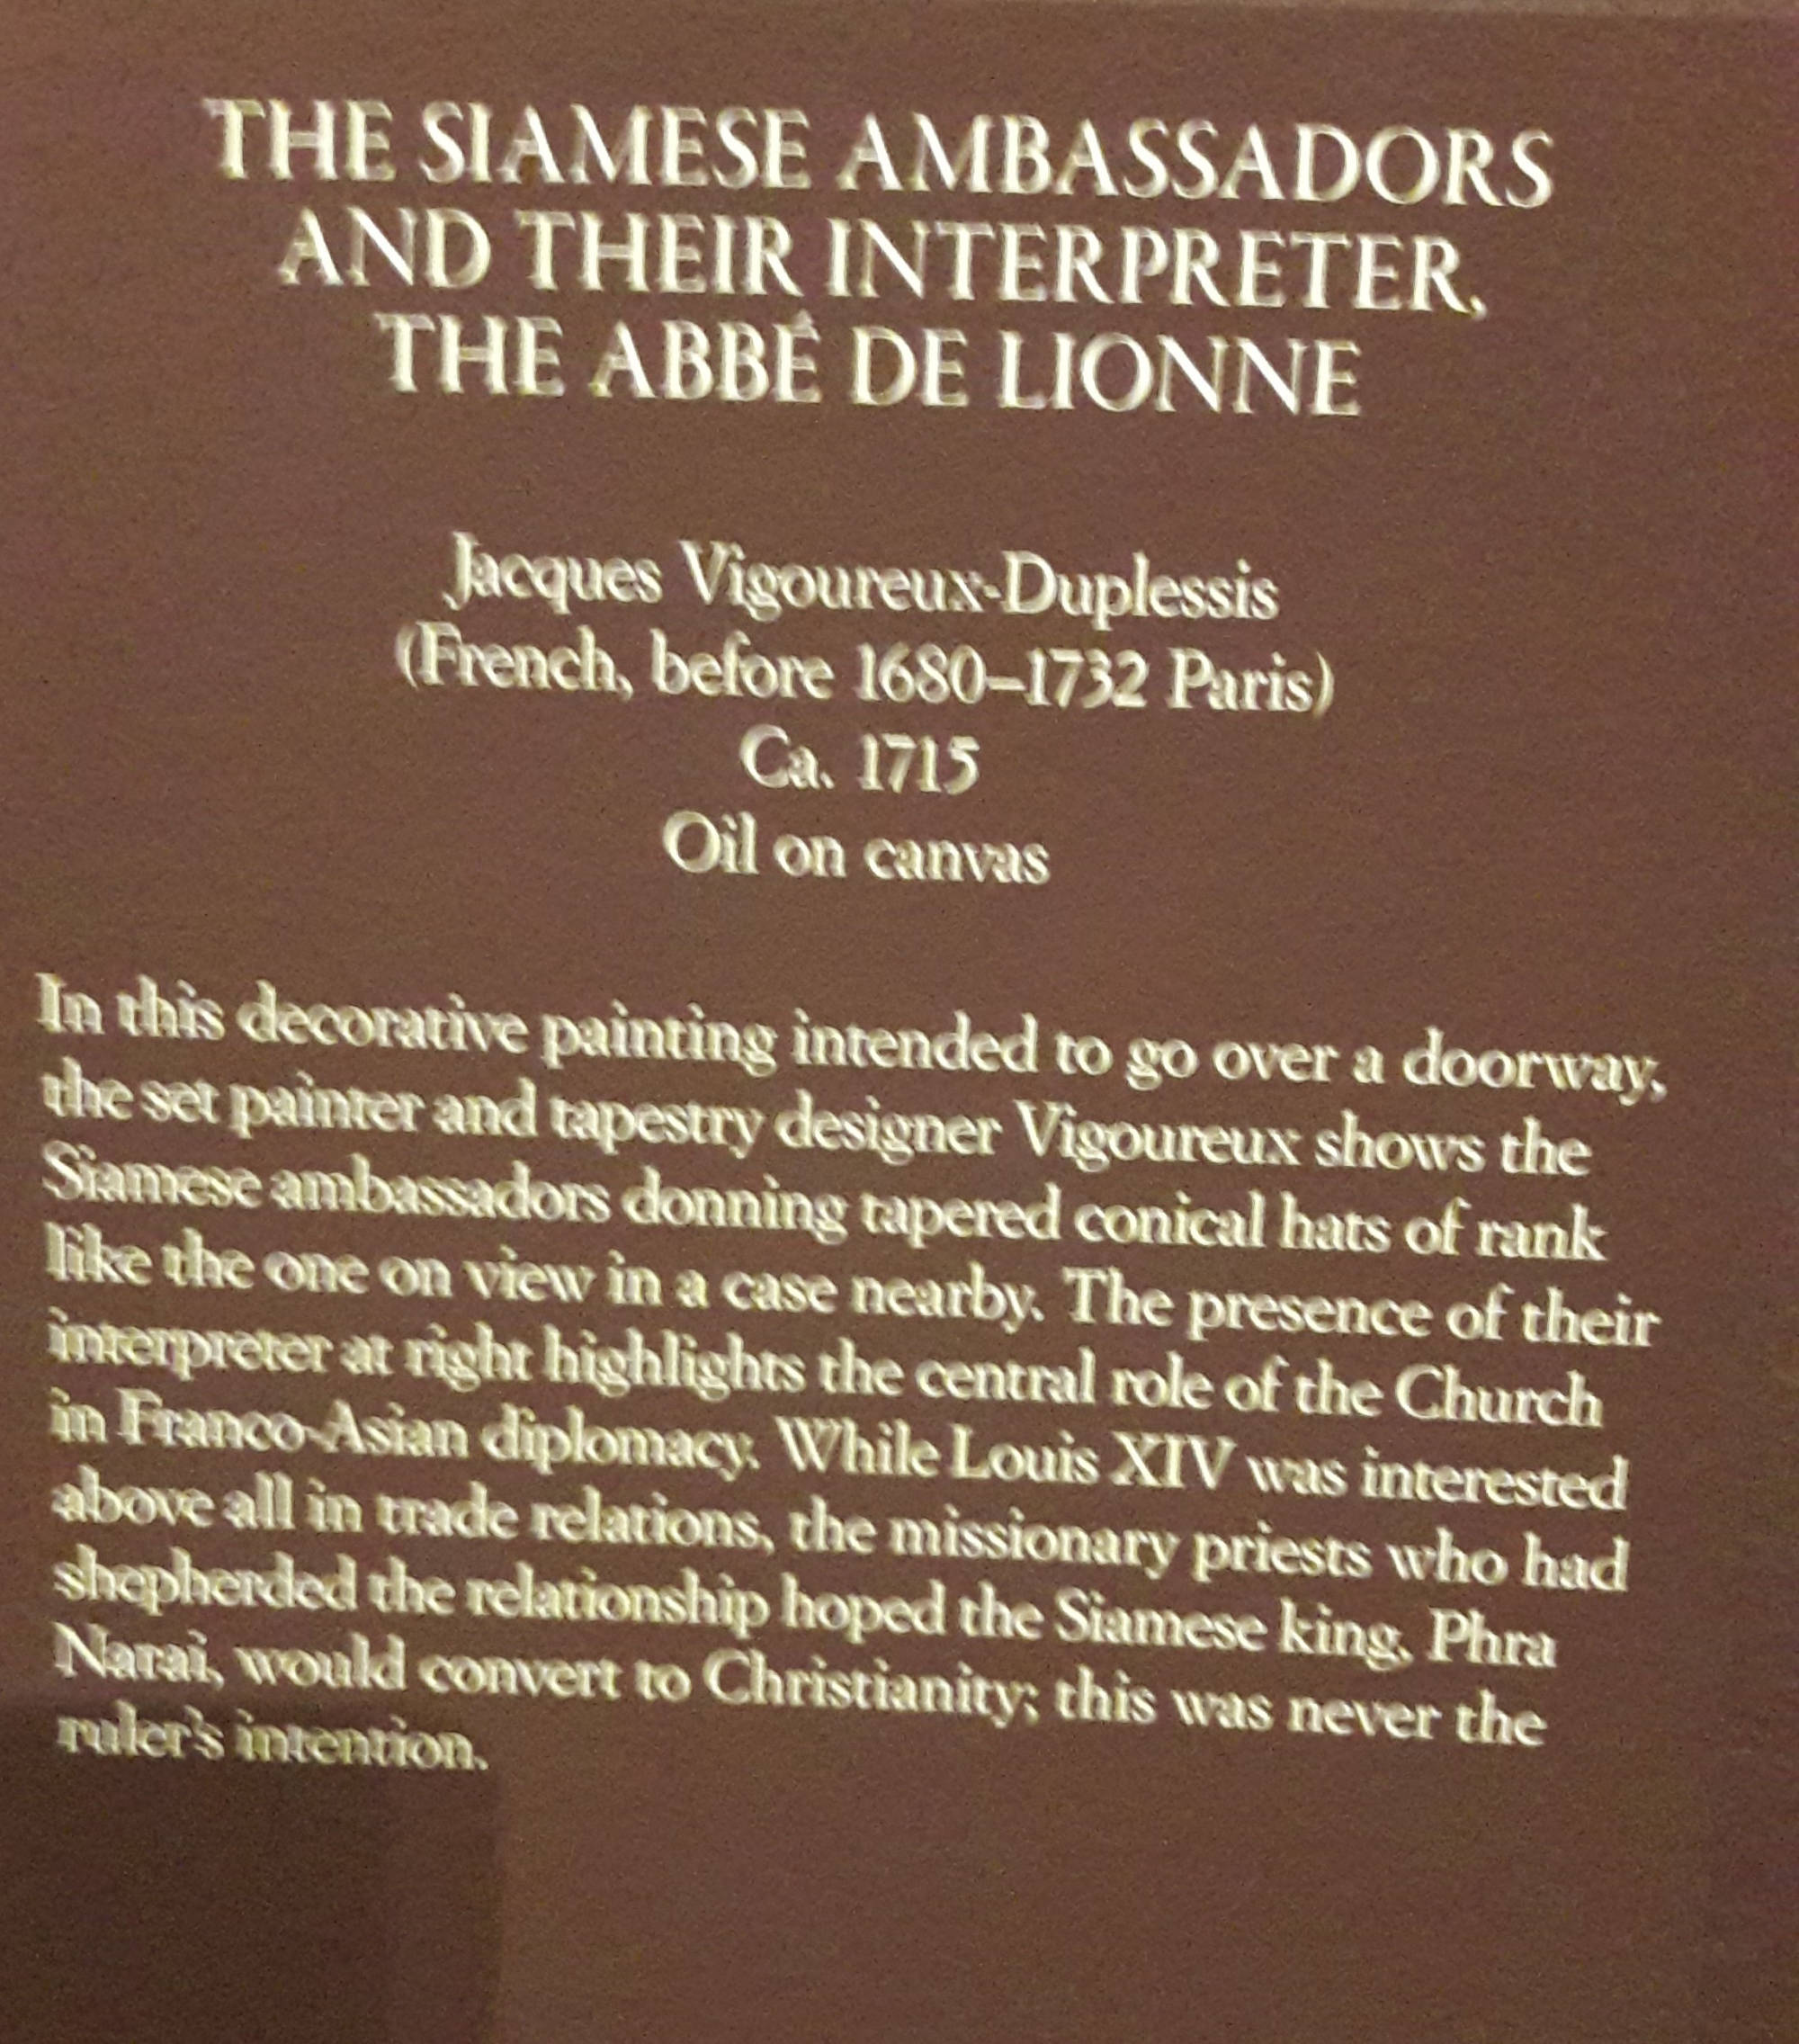 THE SIAMESE AMBASSADORS
AND THEIR INTERPRETER,
THE ABBÉ DE LIONNE
Jacques Vigoureux-Duplessis
(French, before 1680–1732 Paris)
Ca. 1715
Oil on canvas
In this decorative painting intended to go over a doorway,
the set painter and tapestry designer Vigoureux shows the
Siamese ambassadors donning tapered conical hats of rank
like the one on view in a case nearby. The presence of their
interpreter at right highlights the central role of the Church
in Franco-Asian diplomacy. While Louis XIV was interested
above all in trade relations, the missionary priests who had
shepherded the relationship hoped the Siamese king, Phra
Narai, would convert to Christianity; this was never the
ruler's intention.